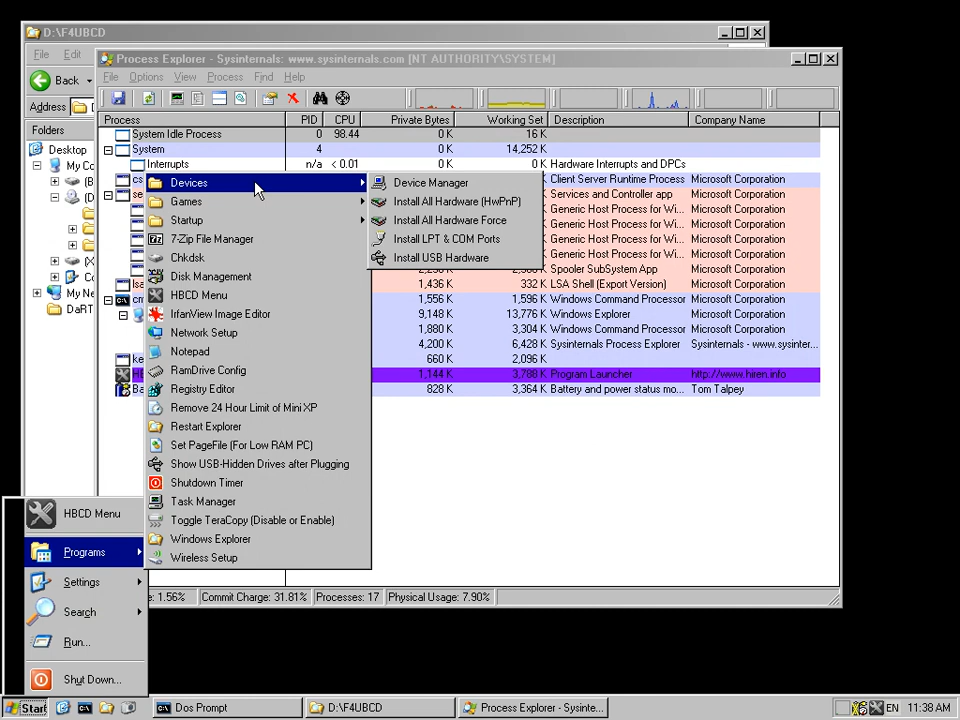 D:\F4UBCD
File Edit
Back
Address
Folders
Desktop
My Co
(B
(D
(X
(C
My Ne
DaRT
Process Explorer - Sysinternals: www.sysinternals.com [NT AUTHORITY\SYSTEM]
File Options View Process Find Help
Process PID CPU Private Bytes Working Set Description Company Name
System Idle Process 0 98.44 0 K 16 K
System 4 0 K 14,252 K
Interrupts n/a < 0.01 0 K 0 K Hardware Interrupts and DPCs
cs Client Server Runtime Process Microsoft Corporation
se Services and Controller app Microsoft Corporation
Generic Host Process for Wi... Microsoft Corporation
Generic Host Process for Wi... Microsoft Corporation
Generic Host Process for Wi... Microsoft Corporation
Generic Host Process for Wi... Microsoft Corporation
Spooler SubSystem App Microsoft Corporation
lsa 1,436 K 332 K LSA Shell (Export Version) Microsoft Corporation
cm 1,556 K 1,596 K Windows Command Processor Microsoft Corporation
9,148 K 13,776 K Windows Explorer Microsoft Corporation
1,880 K 3,304 K Windows Command Processor Microsoft Corporation
4,200 K 6,428 K Sysinternals Process Explorer Sysinternals - www.sysinter...
ke 660 K 2,096 K
H 1,144 K 3,788 K Program Launcher http://www.hiren.info
Ba 828 K 3,364 K Battery and power status mo... Tom Talpey
Devices
Games
Startup
7-Zip File Manager
Chkdsk
Disk Management
HBCD Menu
IrfanView Image Editor
Network Setup
Notepad
RamDrive Config
Registry Editor
Remove 24 Hour Limit of Mini XP
Restart Explorer
Set PageFile (For Low RAM PC)
Show USB-Hidden Drives after Plugging
Shutdown Timer
Task Manager
Toggle TeraCopy (Disable or Enable)
Windows Explorer
Wireless Setup
Device Manager
Install All Hardware (HwPnP)
Install All Hardware Force
Install LPT & COM Ports
Install USB Hardware
HBCD Menu
Programs
Settings
Search
Run...
Shut Down...
e: 1.56% Commit Charge: 31.81% Processes: 17 Physical Usage: 7.90%
Start Dos Prompt D:\F4UBCD Process Explorer - Sysinte... EN 11:38 AM